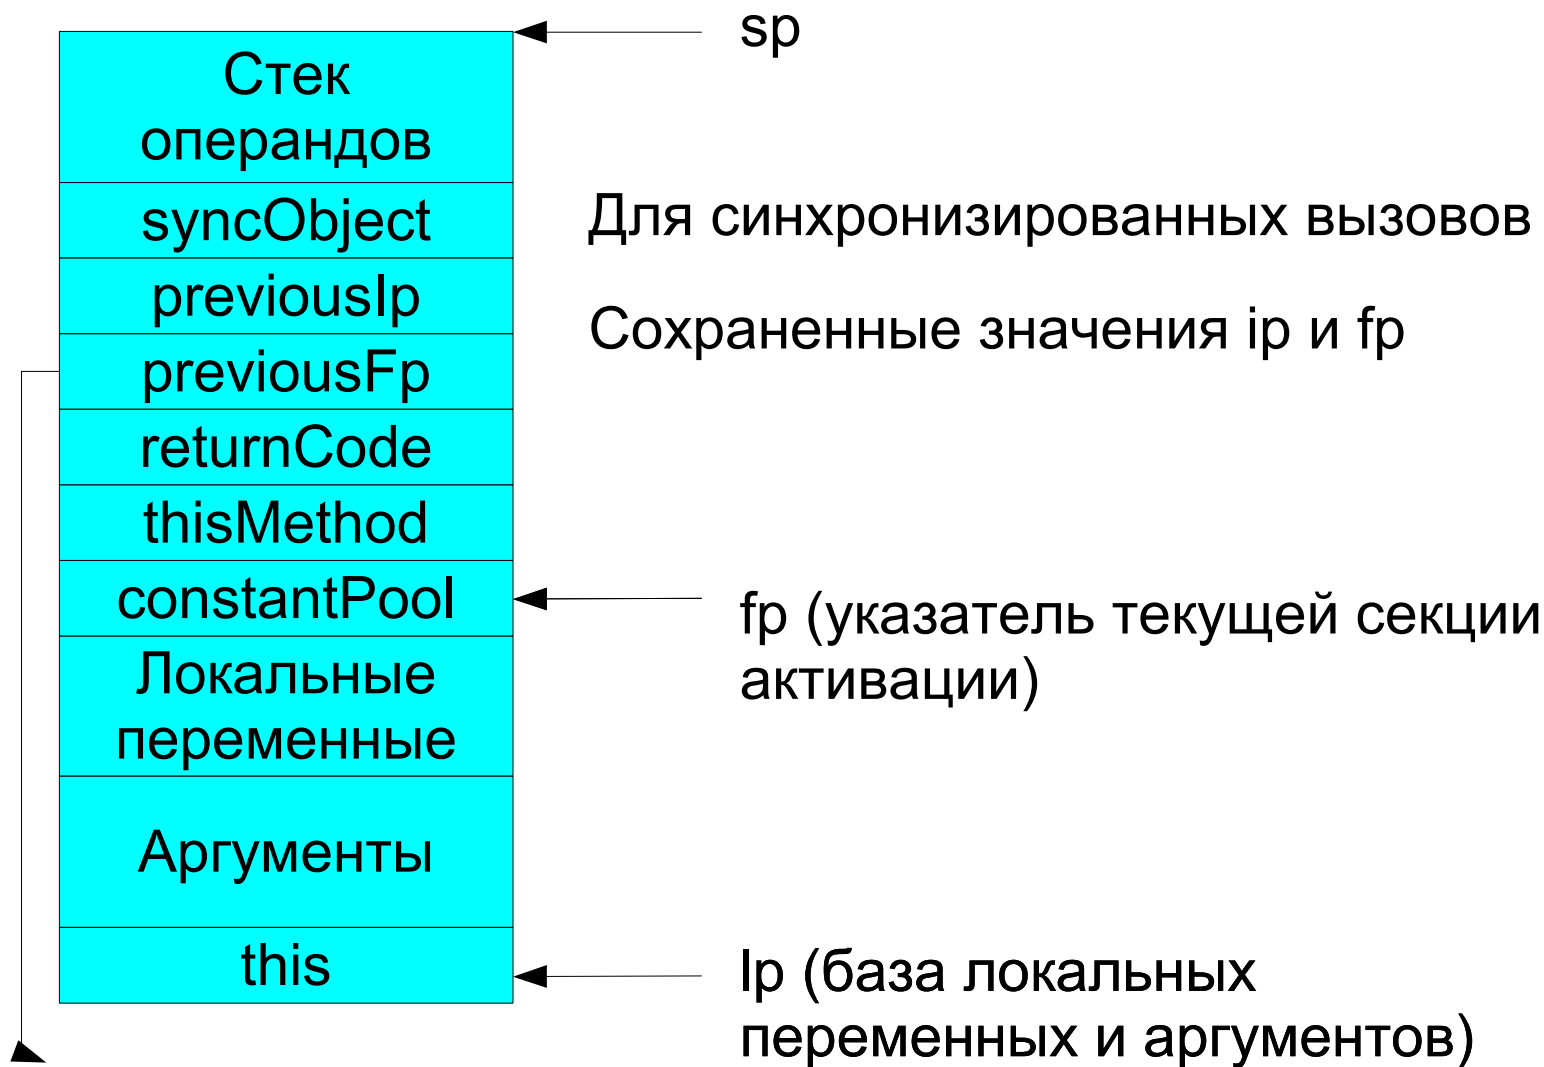 sp
Стек
операндов
syncObject
Для синхронизированных вызовов
previousIp
Сохраненные значения ip и fp
previousFp
returnCode
thisMethod
constantPool
fp (указатель текущей секции
активации)
Локальные
переменные
Аргументы
this
lp (база локальных
переменных и аргументов)